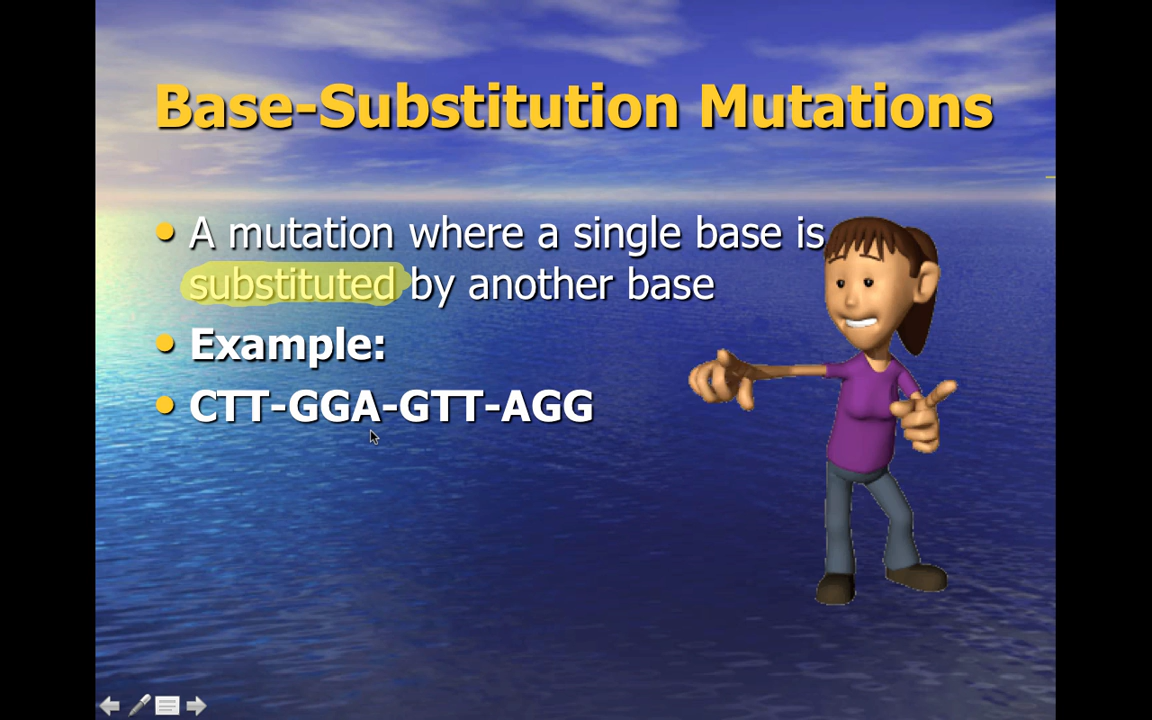 Base-Substitution Mutations
• A mutation where a single base is
substituted by another base
• Example:
• CTT-GGA-GTT-AGG